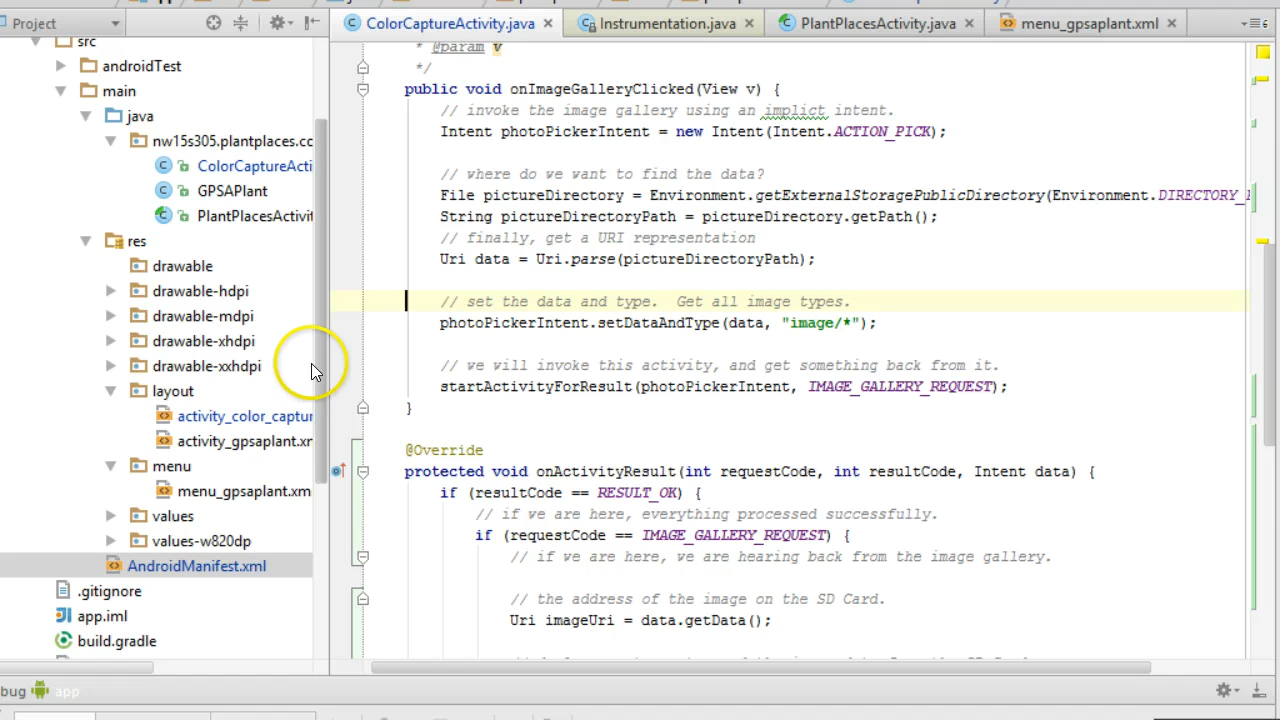 Project
ColorCaptureActivity.java
Instrumentation.java
PlantPlacesActivity.java
menu_gpsaplant.xml
6
src
androidTest
main
java
nw15s305.plantplaces.cc
ColorCaptureActi
GPSAPlant
PlantPlacesActivit
res
drawable
drawable-hdpi
drawable-mdpi
drawable-xhdpi
drawable-xxhdpi
layout
activity_color_captur
activity_gpsaplant.xn
menu
menu_gpsaplant.xm
values
values-w820dp
AndroidManifest.xml
.gitignore
app.iml
build.gradle
* @param v
*/
public void onImageGalleryClicked(View v) {
// invoke the image gallery using an implict intent.
Intent photoPickerIntent = new Intent(Intent.ACTION_PICK);
// where do we want to find the data?
File pictureDirectory = Environment.getExternalStoragePublicDirectory(Environment.DIRECTORY_
String pictureDirectoryPath = pictureDirectory.getPath();
// finally, get a URI representation
Uri data = Uri.parse(pictureDirectoryPath);
// set the data and type.  Get all image types.
photoPickerIntent.setDataAndType(data, "image/*");
// we will invoke this activity, and get something back from it.
startActivityForResult(photoPickerIntent, IMAGE_GALLERY_REQUEST);
}
@Override
protected void onActivityResult(int requestCode, int resultCode, Intent data) {
if (resultCode == RESULT_OK) {
// if we are here, everything processed successfully.
if (requestCode == IMAGE_GALLERY_REQUEST) {
// if we are here, we are hearing back from the image gallery.
// the address of the image on the SD Card.
Uri imageUri = data.getData();
bug app